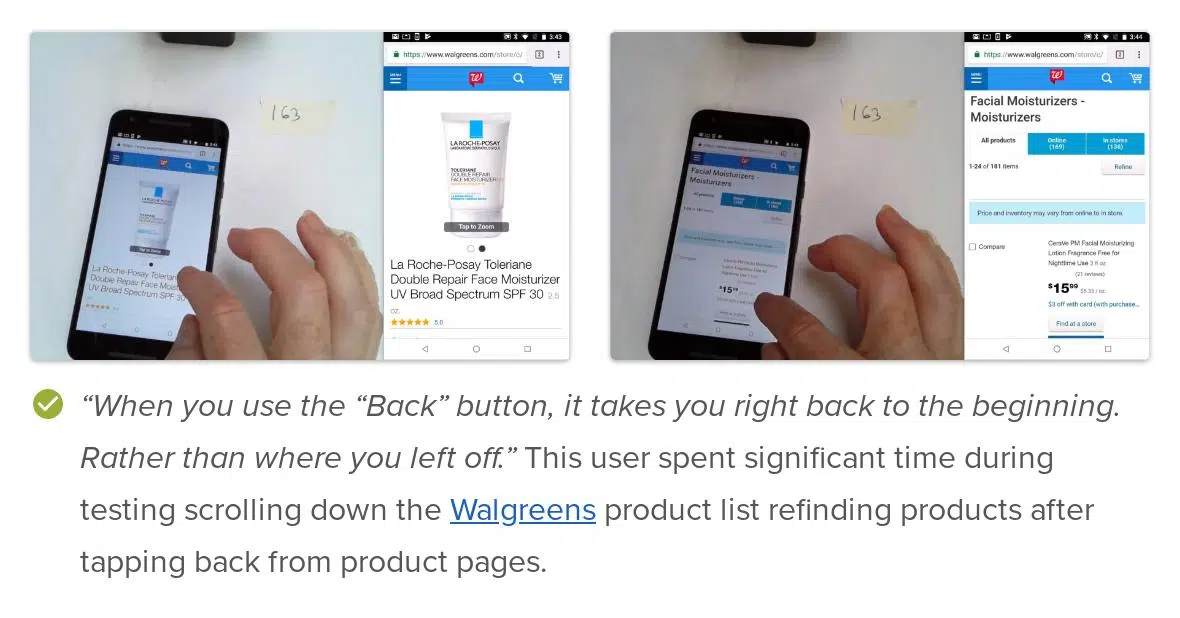 3:43
https://www.walgreens.com/store/c/
2
MENU
W
LA ROCHE-POSAY
LABORATOIRE DERMATOLOGIQUE
TOLERIANE
DOUBLE REPAIR
FACE MOISTURIZER
Tap to Zoom
La Roche-Posay Toleriane
Double Repair Face Moisturizer
UV Broad Spectrum SPF 30 2.5
oz.
5.0
163
La Roche-Posay Toleriane
Double Repair Face Moisturizer
UV Broad Spectrum SPF 30
3:44
https://www.walgreens.com/store/c/
2
MENU
W
Facial Moisturizers -
Moisturizers
All products
Online
(169)
In stores
(136)
1-24 of 181 items
Refine
Price and inventory may vary from online to in store.
Compare
CeraVe PM Facial Moisturizing
Lotion Fragrance Free for
Nighttime Use 3 fl oz
(21 reviews)
$15⁹⁹ $5.33 / oz.
$3 off with card (with purchase...
Find at a store
163
Facial Moisturizers -
Moisturizers
“When you use the “Back” button, it takes you right back to the beginning.
Rather than where you left off.” This user spent significant time during
testing scrolling down the Walgreens product list refinding products after
tapping back from product pages.